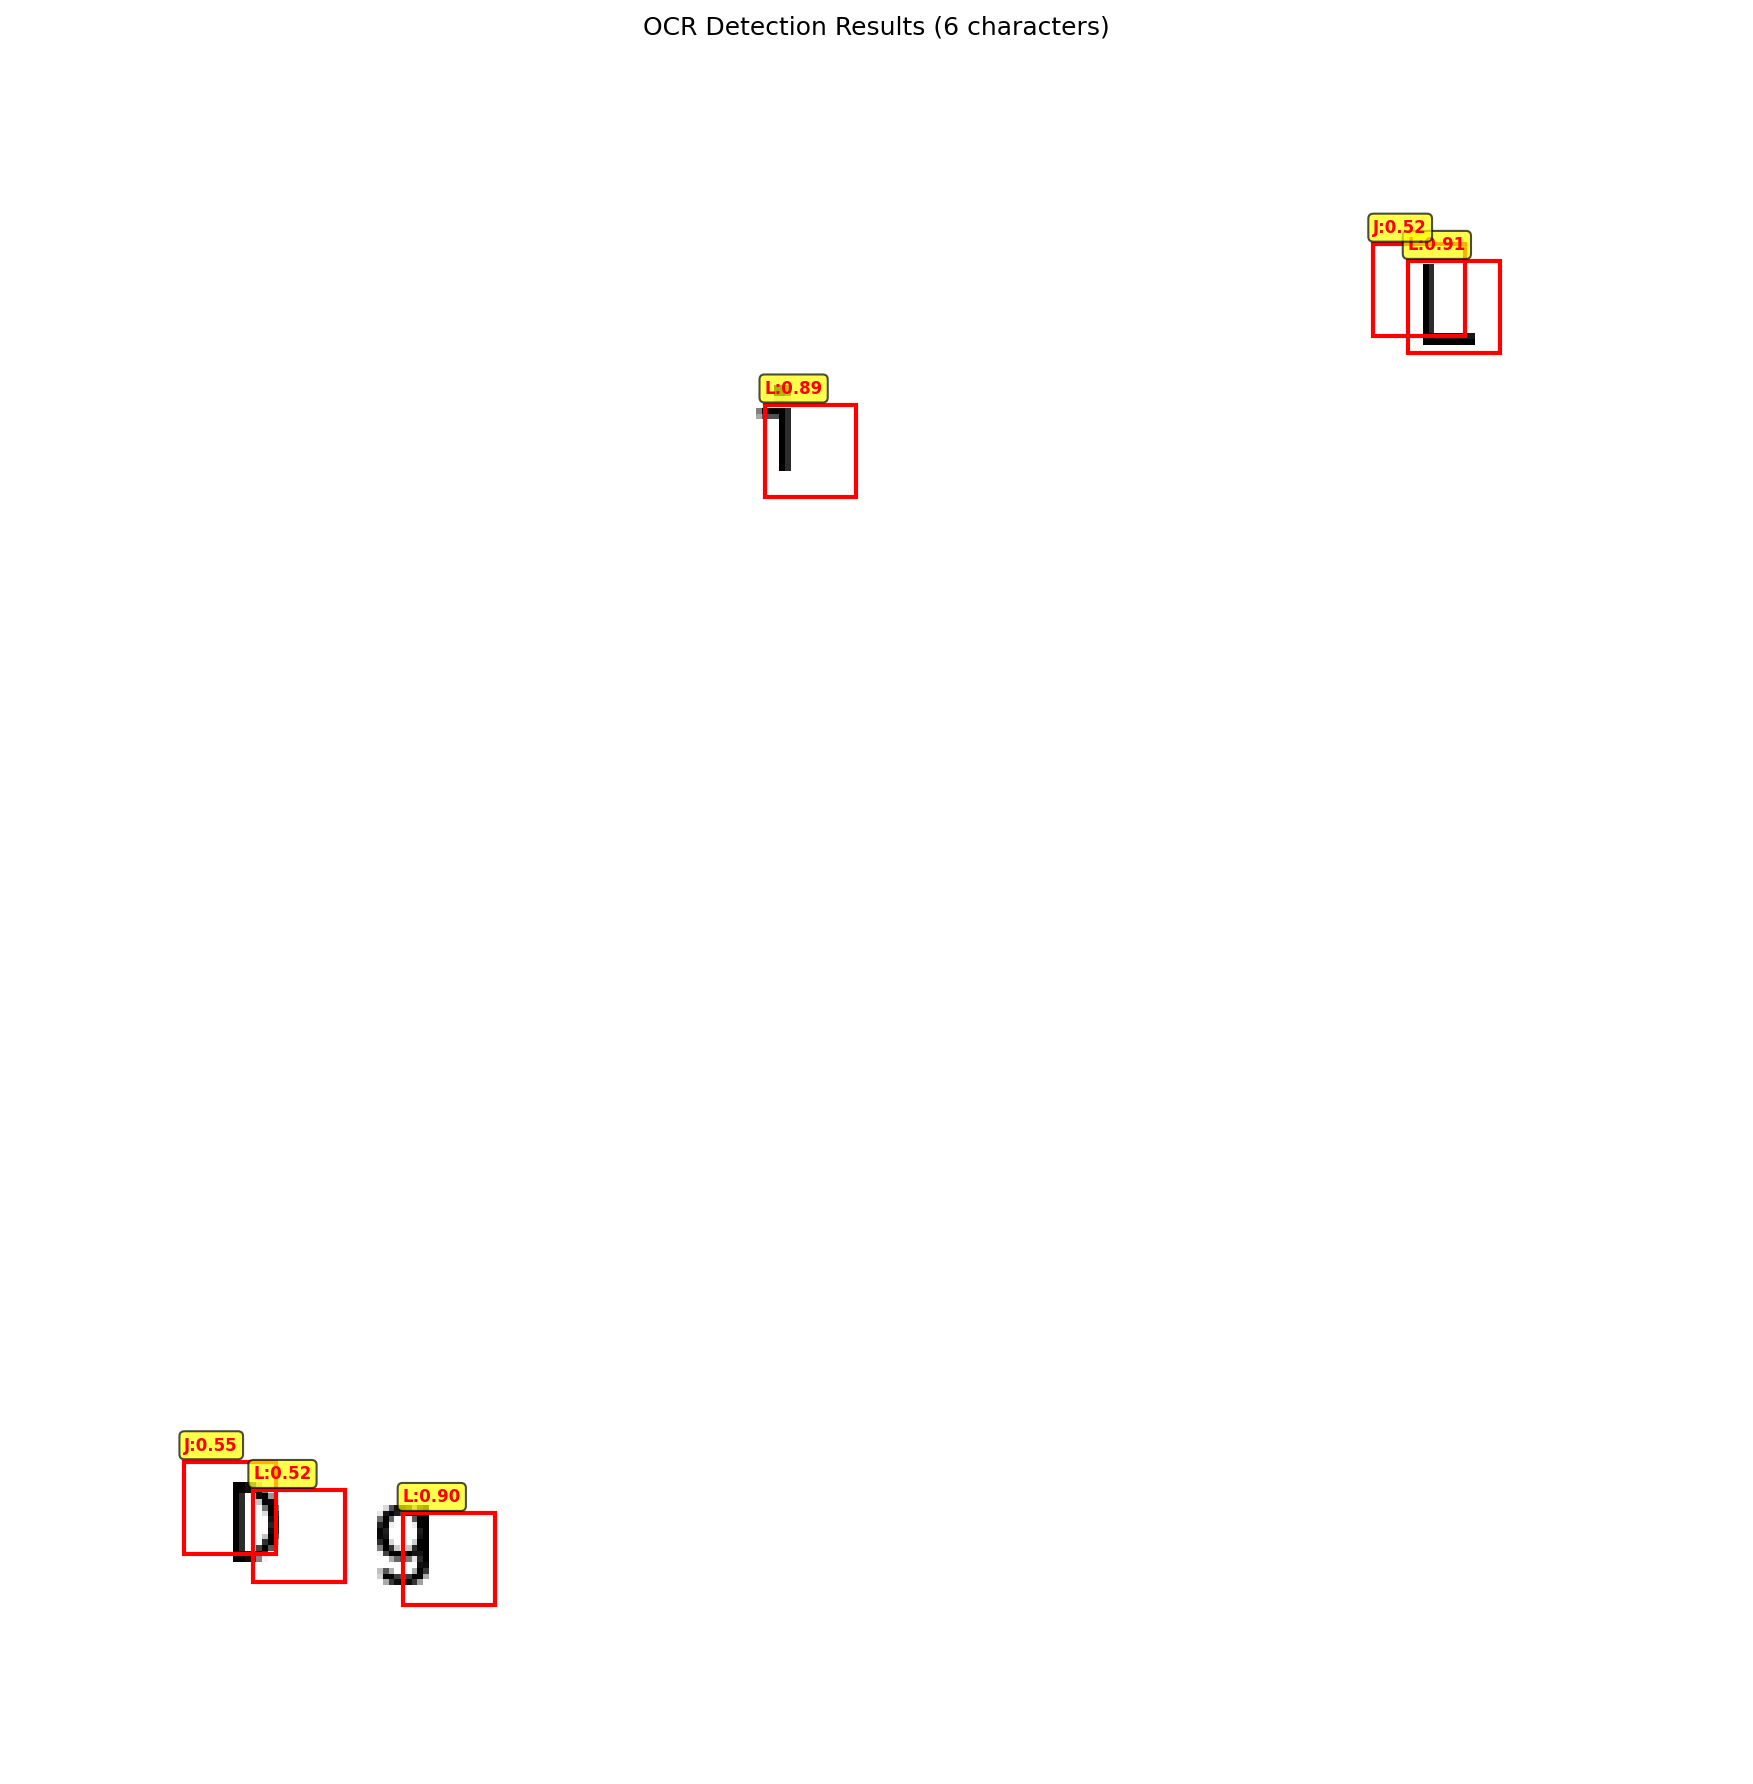 OCR Detection Results (6 characters)
J:0.52
L:0.91
L
L:0.89
J:0.55
L:0.52
L:0.90
D g